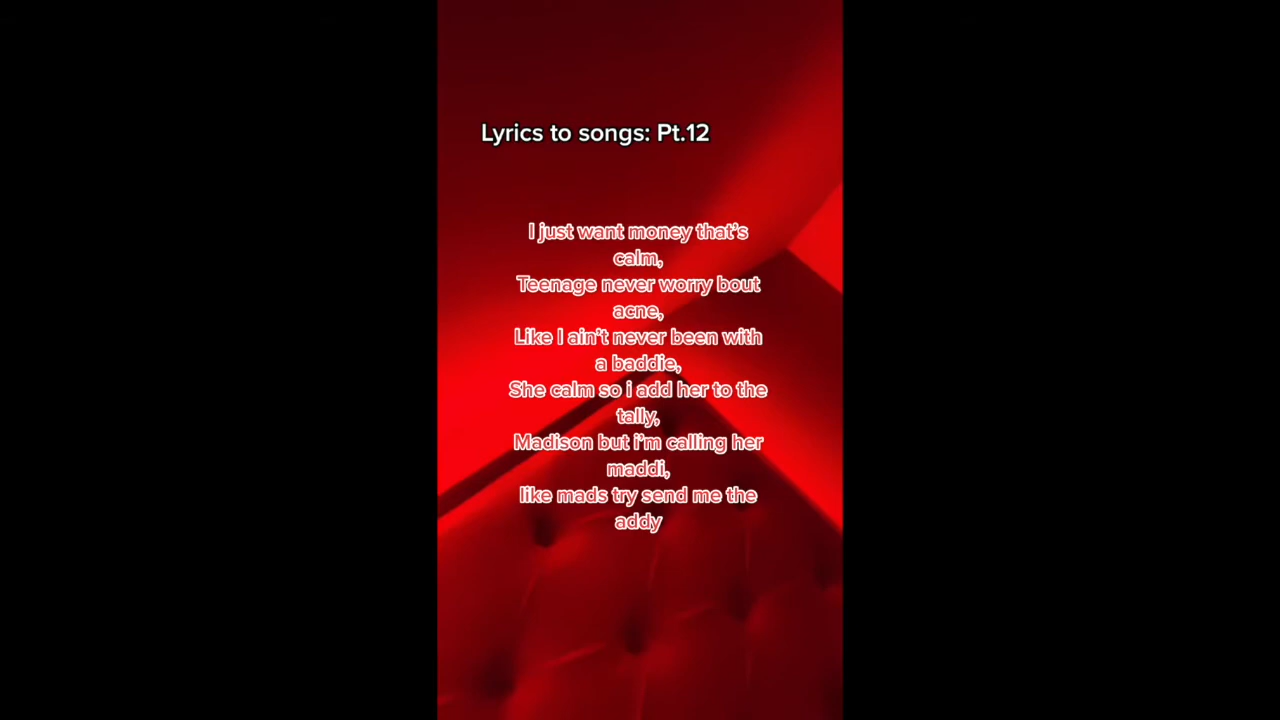 Lyrics to songs: Pt.12
I just want money that's
calm,
Teenage never worry bout
acne,
Like I ain't never been with
a baddie,
She calm so i add her to the
tally,
Madison but i'm calling her
maddi,
like mads try send me the
addy